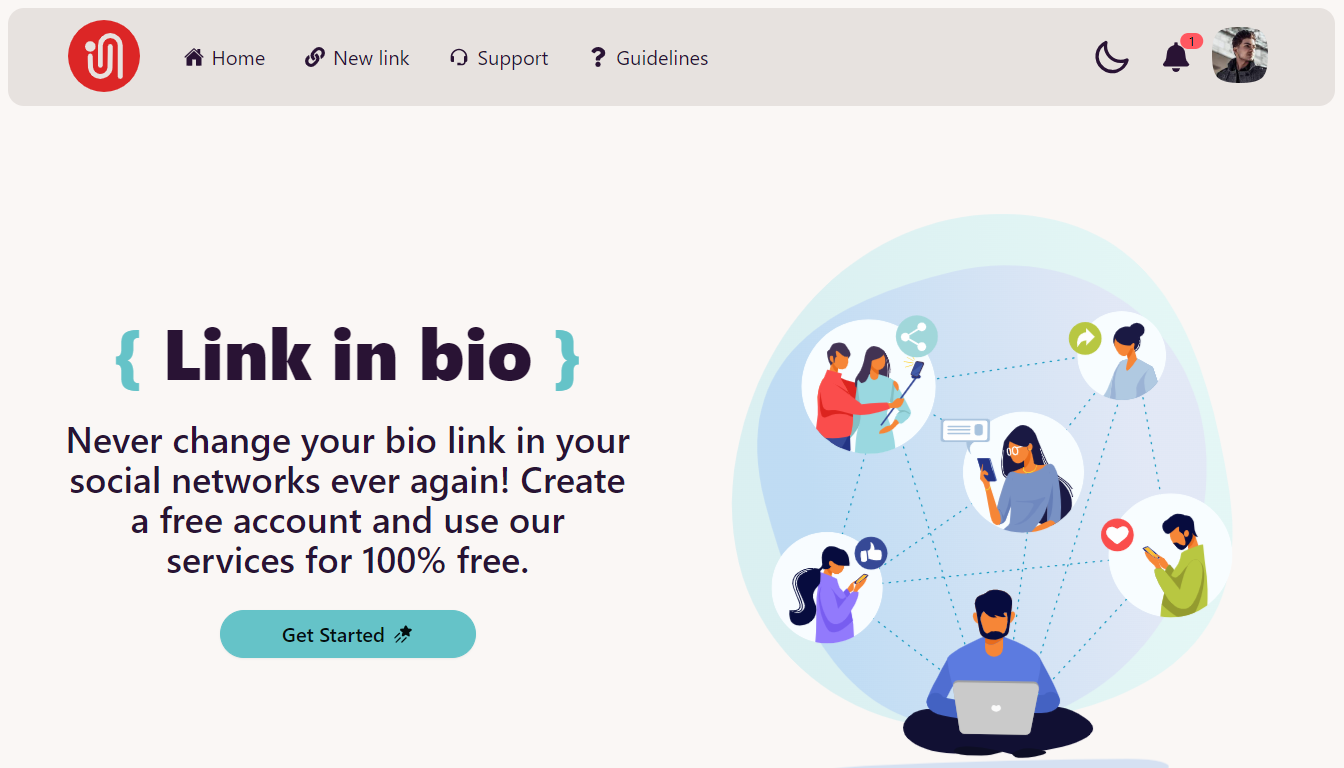 Home New link Support Guidelines 1
{ Link in bio }
Never change your bio link in your
social networks ever again! Create
a free account and use our
services for 100% free.
Get Started